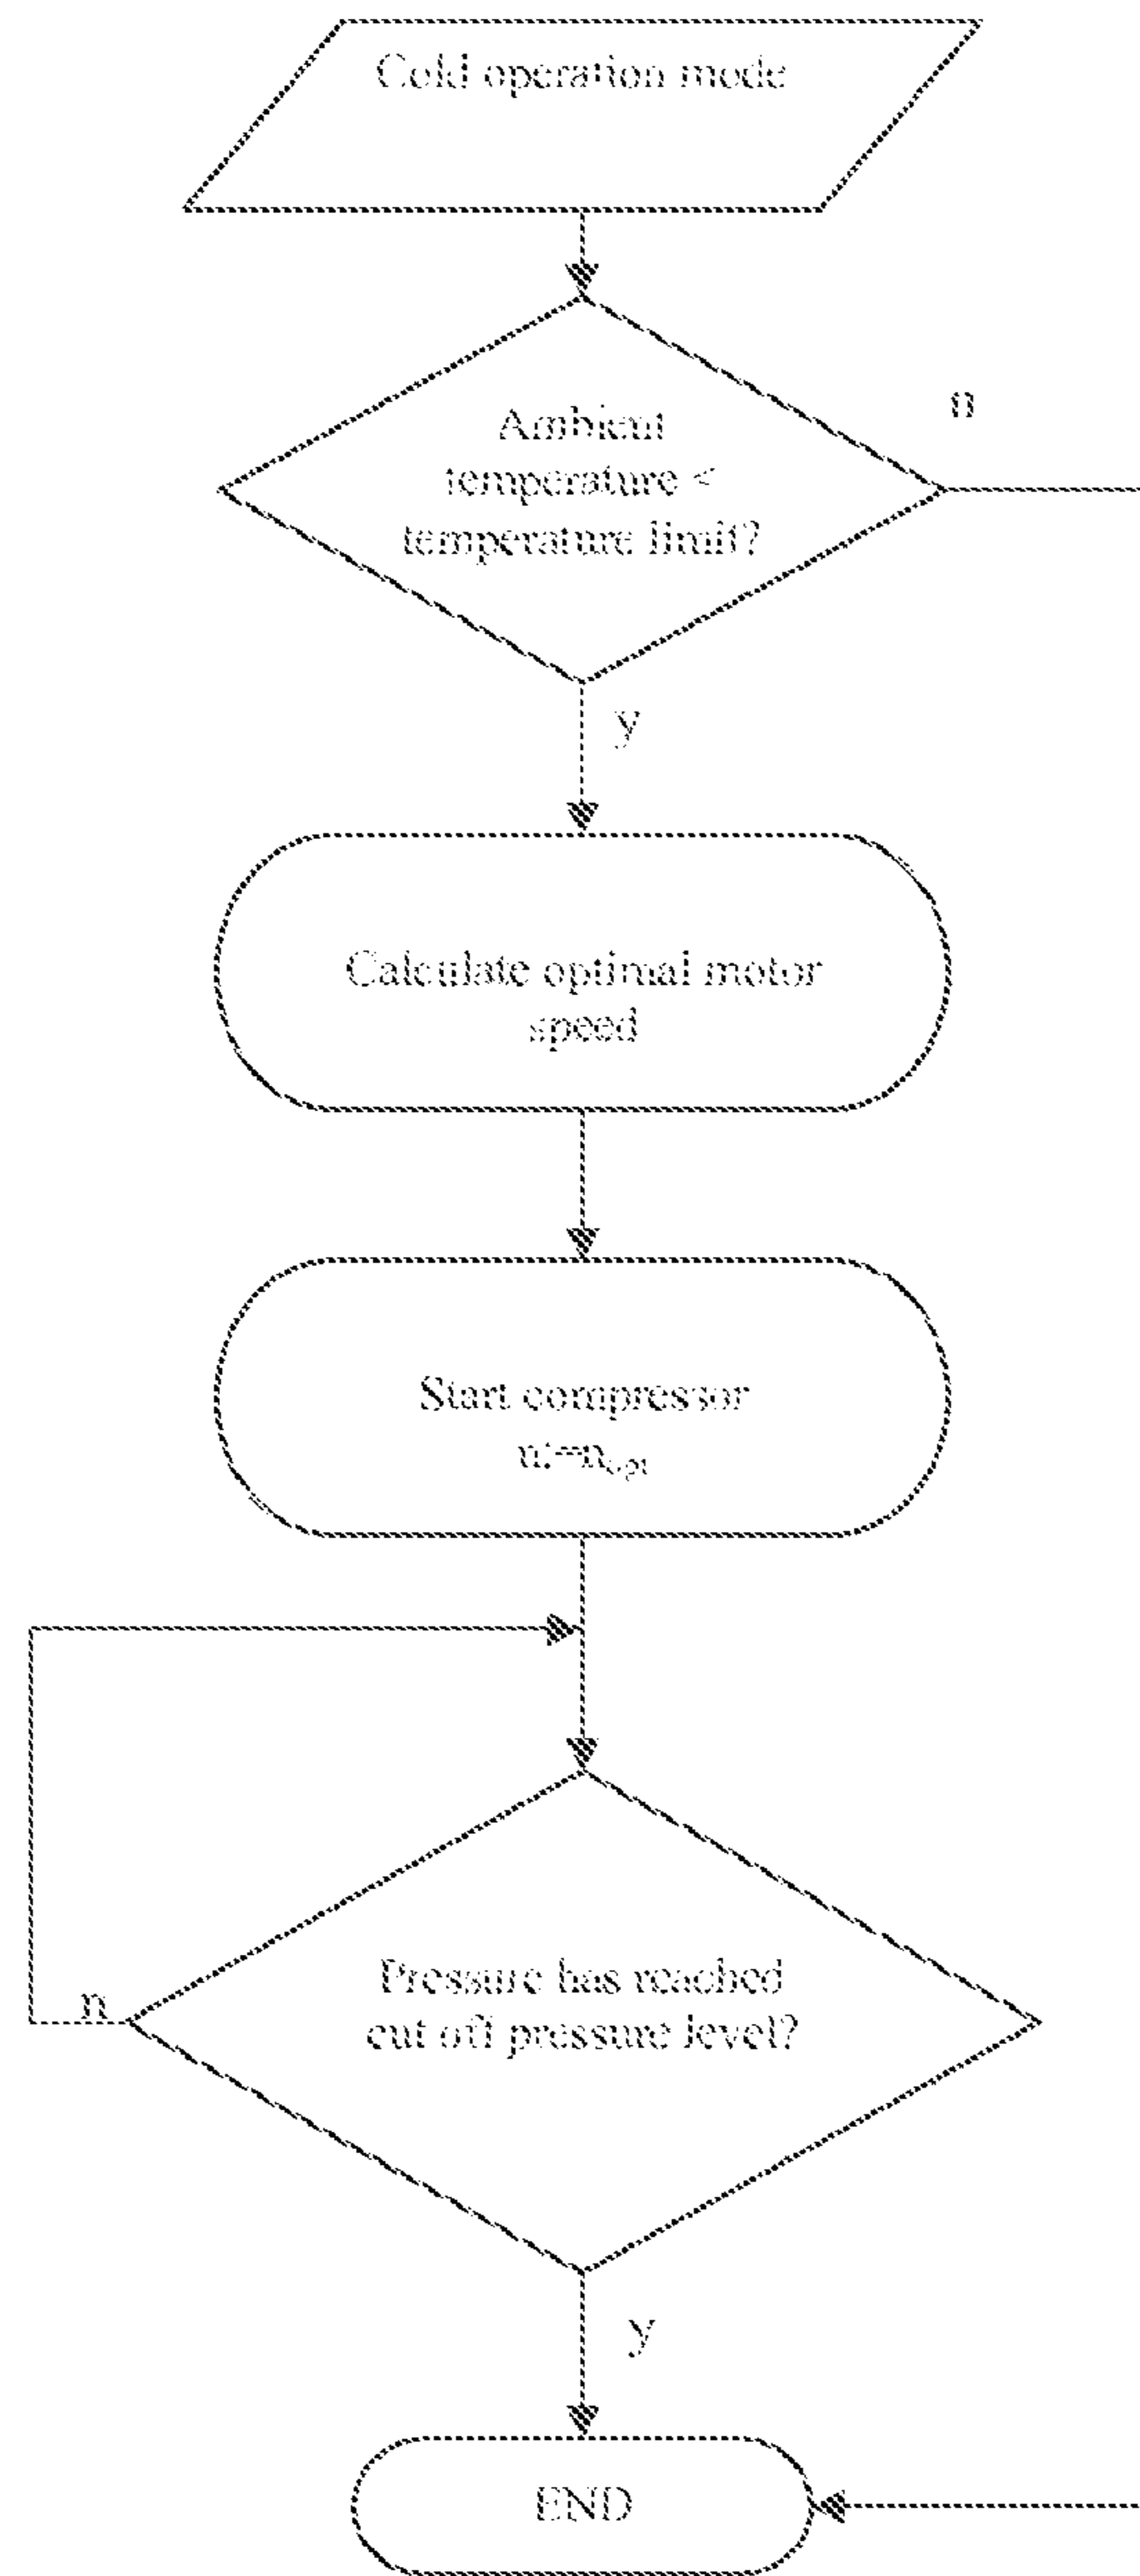 Cold operation mode
Ambient
temperature <
temperature limit?
n
y
Calculate optimal motor
speed
Start compressor
n:=nopt
Pressure has reached
cut off pressure level?
n
y
END